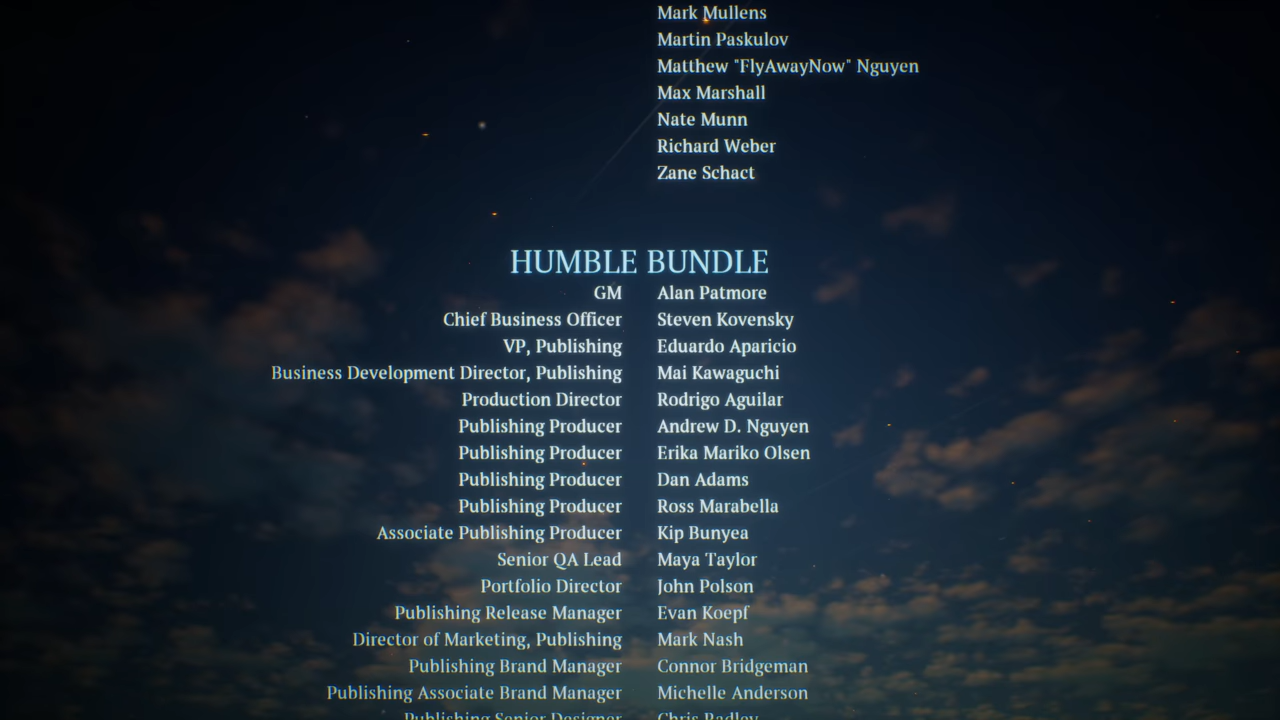 Mark Mullens
Martin Paskulov
Matthew "FlyAwayNow" Nguyen
Max Marshall
Nate Munn
Richard Weber
Zane Schact
HUMBLE BUNDLE
GM Alan Patmore
Chief Business Officer Steven Kovensky
VP, Publishing Eduardo Aparicio
Business Development Director, Publishing Mai Kawaguchi
Production Director Rodrigo Aguilar
Publishing Producer Andrew D. Nguyen
Publishing Producer Erika Mariko Olsen
Publishing Producer Dan Adams
Publishing Producer Ross Marabella
Associate Publishing Producer Kip Bunyea
Senior QA Lead Maya Taylor
Portfolio Director John Polson
Publishing Release Manager Evan Koepf
Director of Marketing, Publishing Mark Nash
Publishing Brand Manager Connor Bridgeman
Publishing Associate Brand Manager Michelle Anderson
Publishing Senior Designer Chris